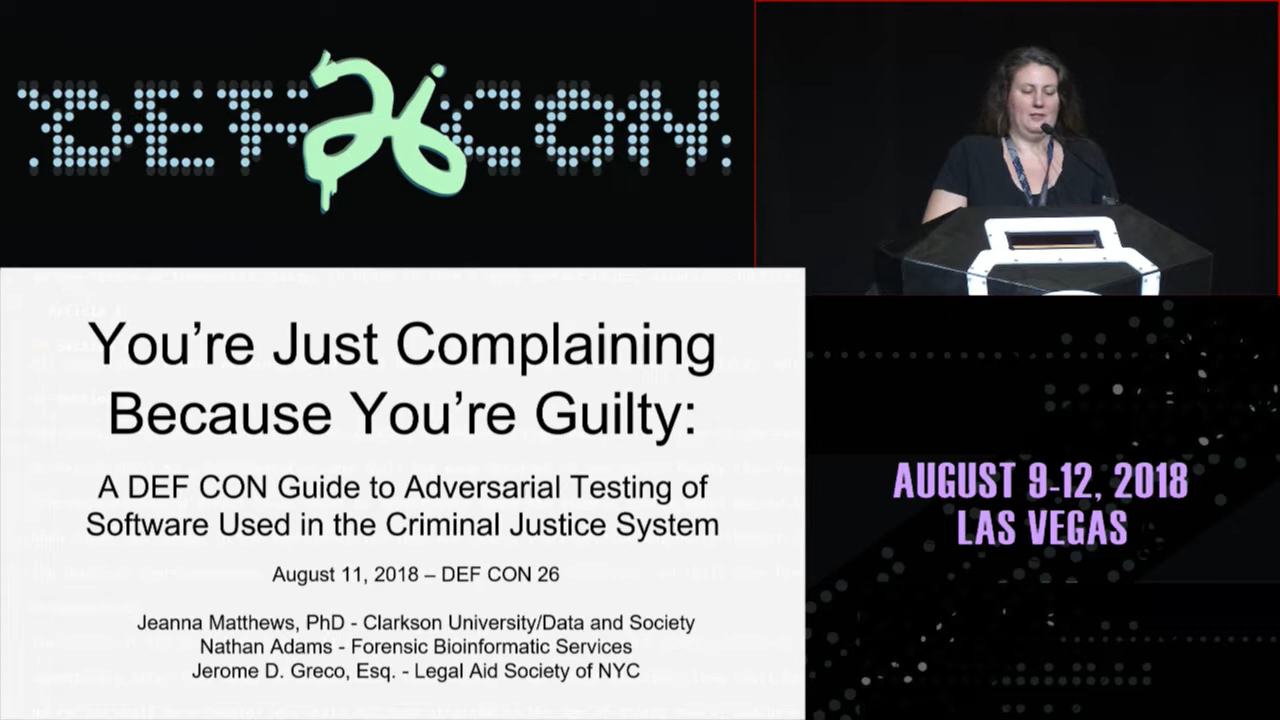 DEF 26 CON
You're Just Complaining
Because You're Guilty:
A DEF CON Guide to Adversarial Testing of
Software Used in the Criminal Justice System
August 11, 2018 – DEF CON 26
Jeanna Matthews, PhD - Clarkson University/Data and Society
Nathan Adams - Forensic Bioinformatic Services
Jerome D. Greco, Esq. - Legal Aid Society of NYC
AUGUST 9-12, 2018
LAS VEGAS